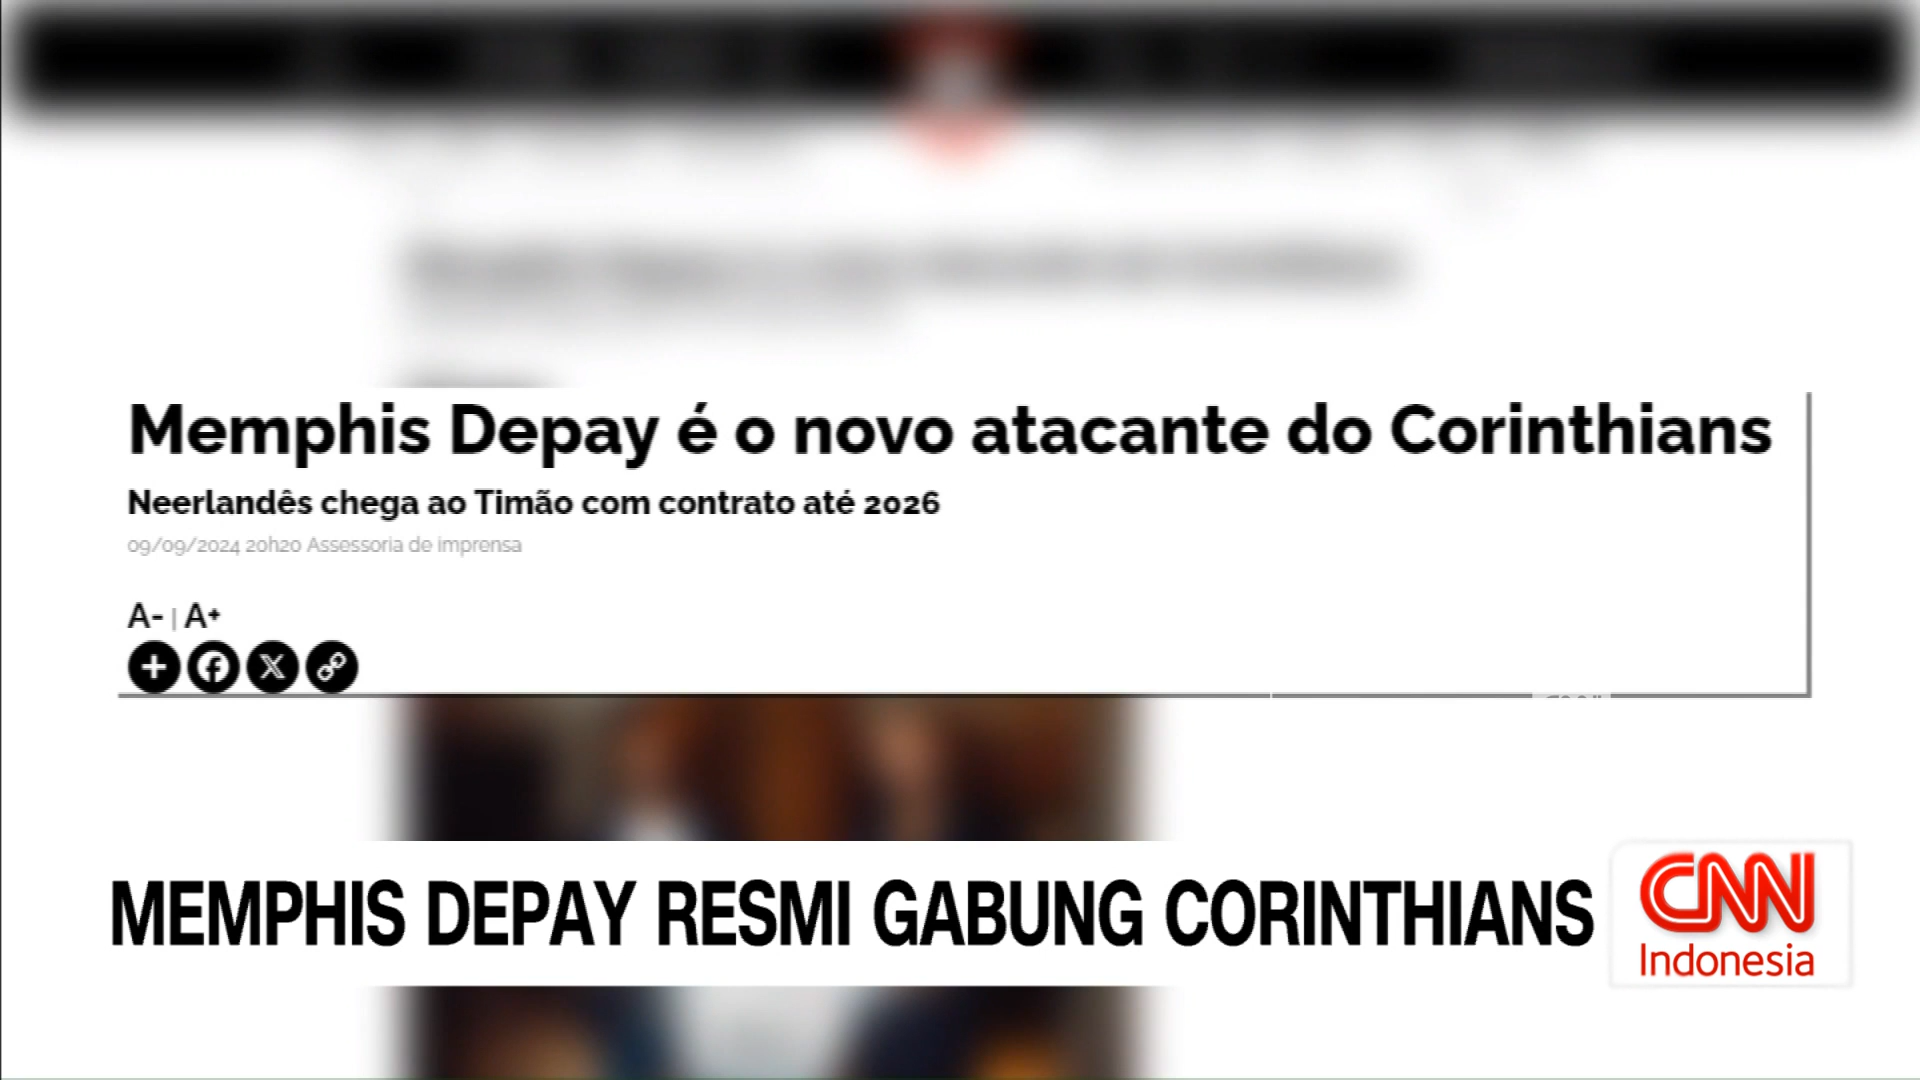 Memphis Depay é o novo atacante do Corinthians
Neerlandês chega ao Timão com contrato até 2026
09/09/2024 20h20 Assessoria de imprensa
A- | A+
MEMPHIS DEPAY RESMI GABUNG CORINTHIANS
CNN
Indonesia